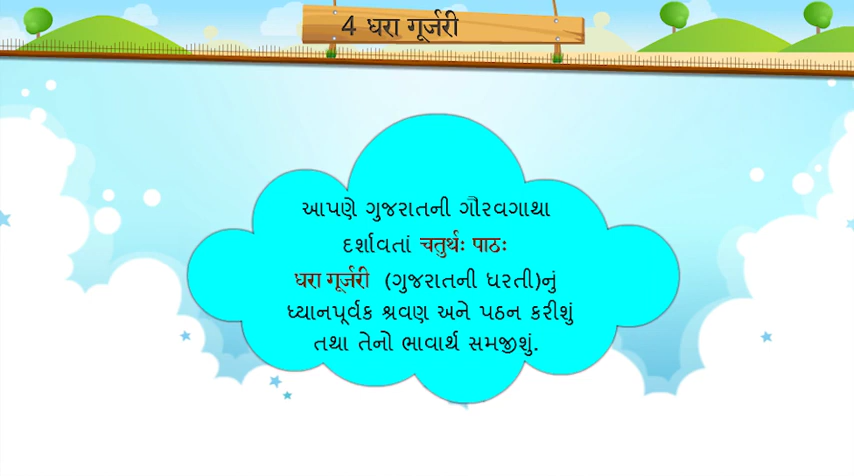 4 धरा गूर्जरी
આપણે ગુજરાતની ગૌરવગાથા
દર્શાવતાં चतुर्थः पाठः
धरा गूर्जरी (ગુજરાતની ધરતી)નું
ધ્યાનપૂર્વક શ્રવણ અને પઠન કરીશું
તથા તેનો ભાવાર્થ સમજીશું.